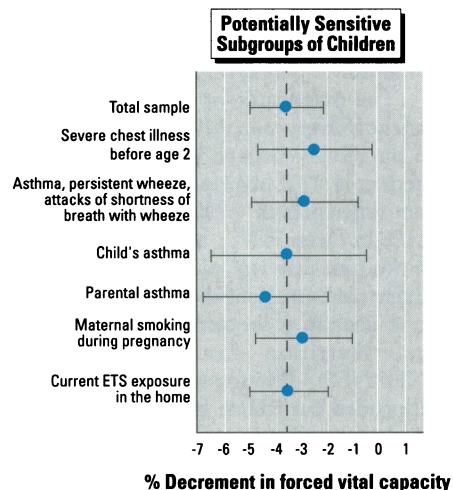 Potentially Sensitive
Subgroups of Children
Total sample
Severe chest illness
before age 2
Asthma, persistent wheeze,
attacks of shortness of
breath with wheeze
Child's asthma
Parental asthma
Maternal smoking
during pregnancy
Current ETS exposure
in the home
-7 -6 -5 -4 -3 -2 -1 0 1
% Decrement in forced vital capacity